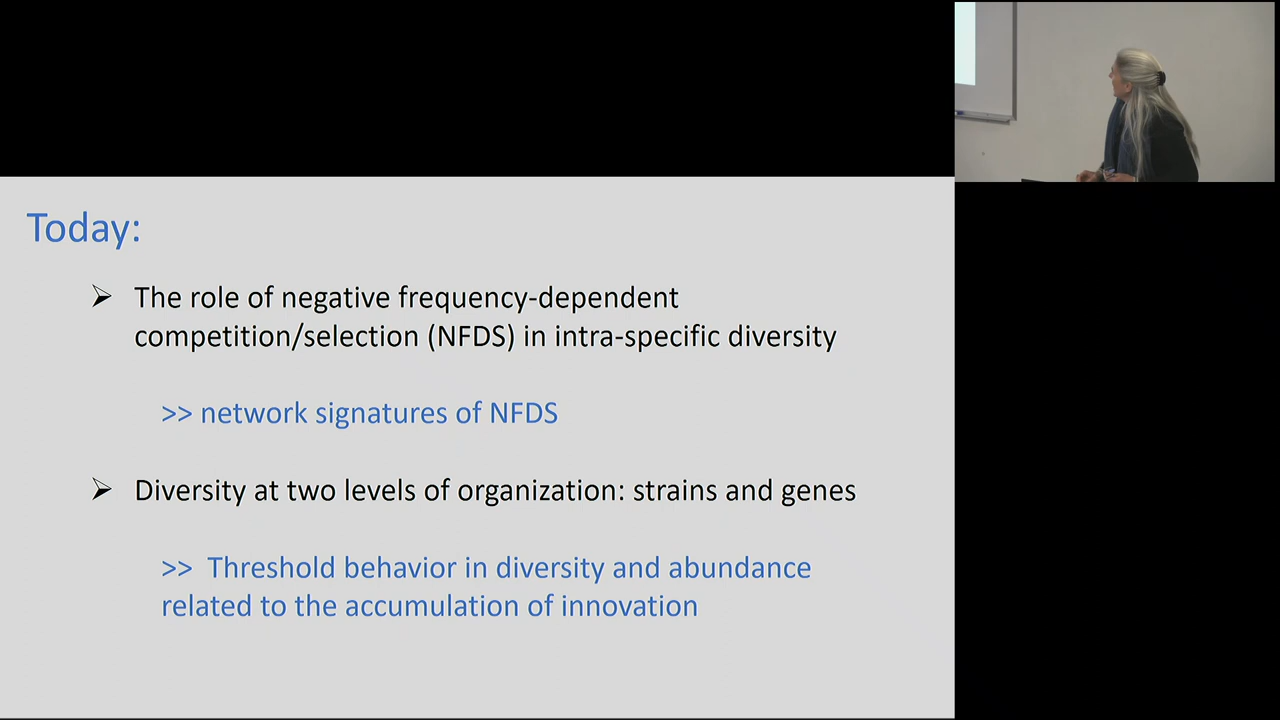 Today:
The role of negative frequency-dependent
competition/selection (NFDS) in intra-specific diversity
>> network signatures of NFDS
Diversity at two levels of organization: strains and genes
>> Threshold behavior in diversity and abundance
related to the accumulation of innovation